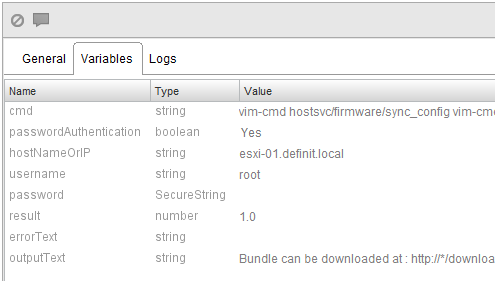 General Variables Logs
Name Type Value
cmd string vim-cmd hostsvc/firmware/sync_config vim-cm
passwordAuthentication boolean Yes
hostNameOrIP string esxi-01.definit.local
username string root
password SecureString
result number 1.0
errorText string
outputText string Bundle can be downloaded at : http://*/downloa